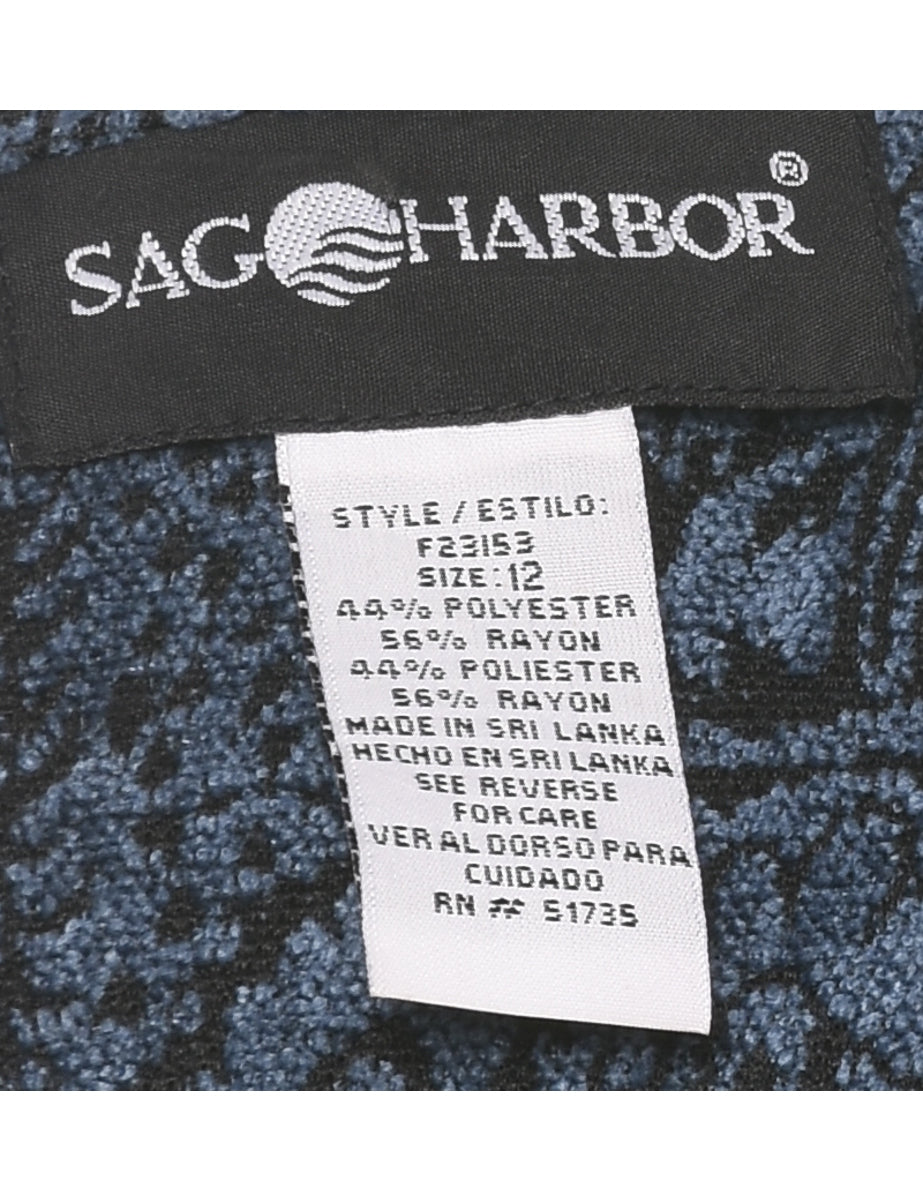 SAG HARBOR®
STYLE / ESTILO:
F23153
SIZE: 12
44% POLYESTER
56% RAYON
44% POLIESTER
56% RAYON
MADE IN SRI LANKA
HECHO EN SRI LANKA
SEE REVERSE
FOR CARE
VER AL DORSO PARA
CUIDADO
RN # 51735